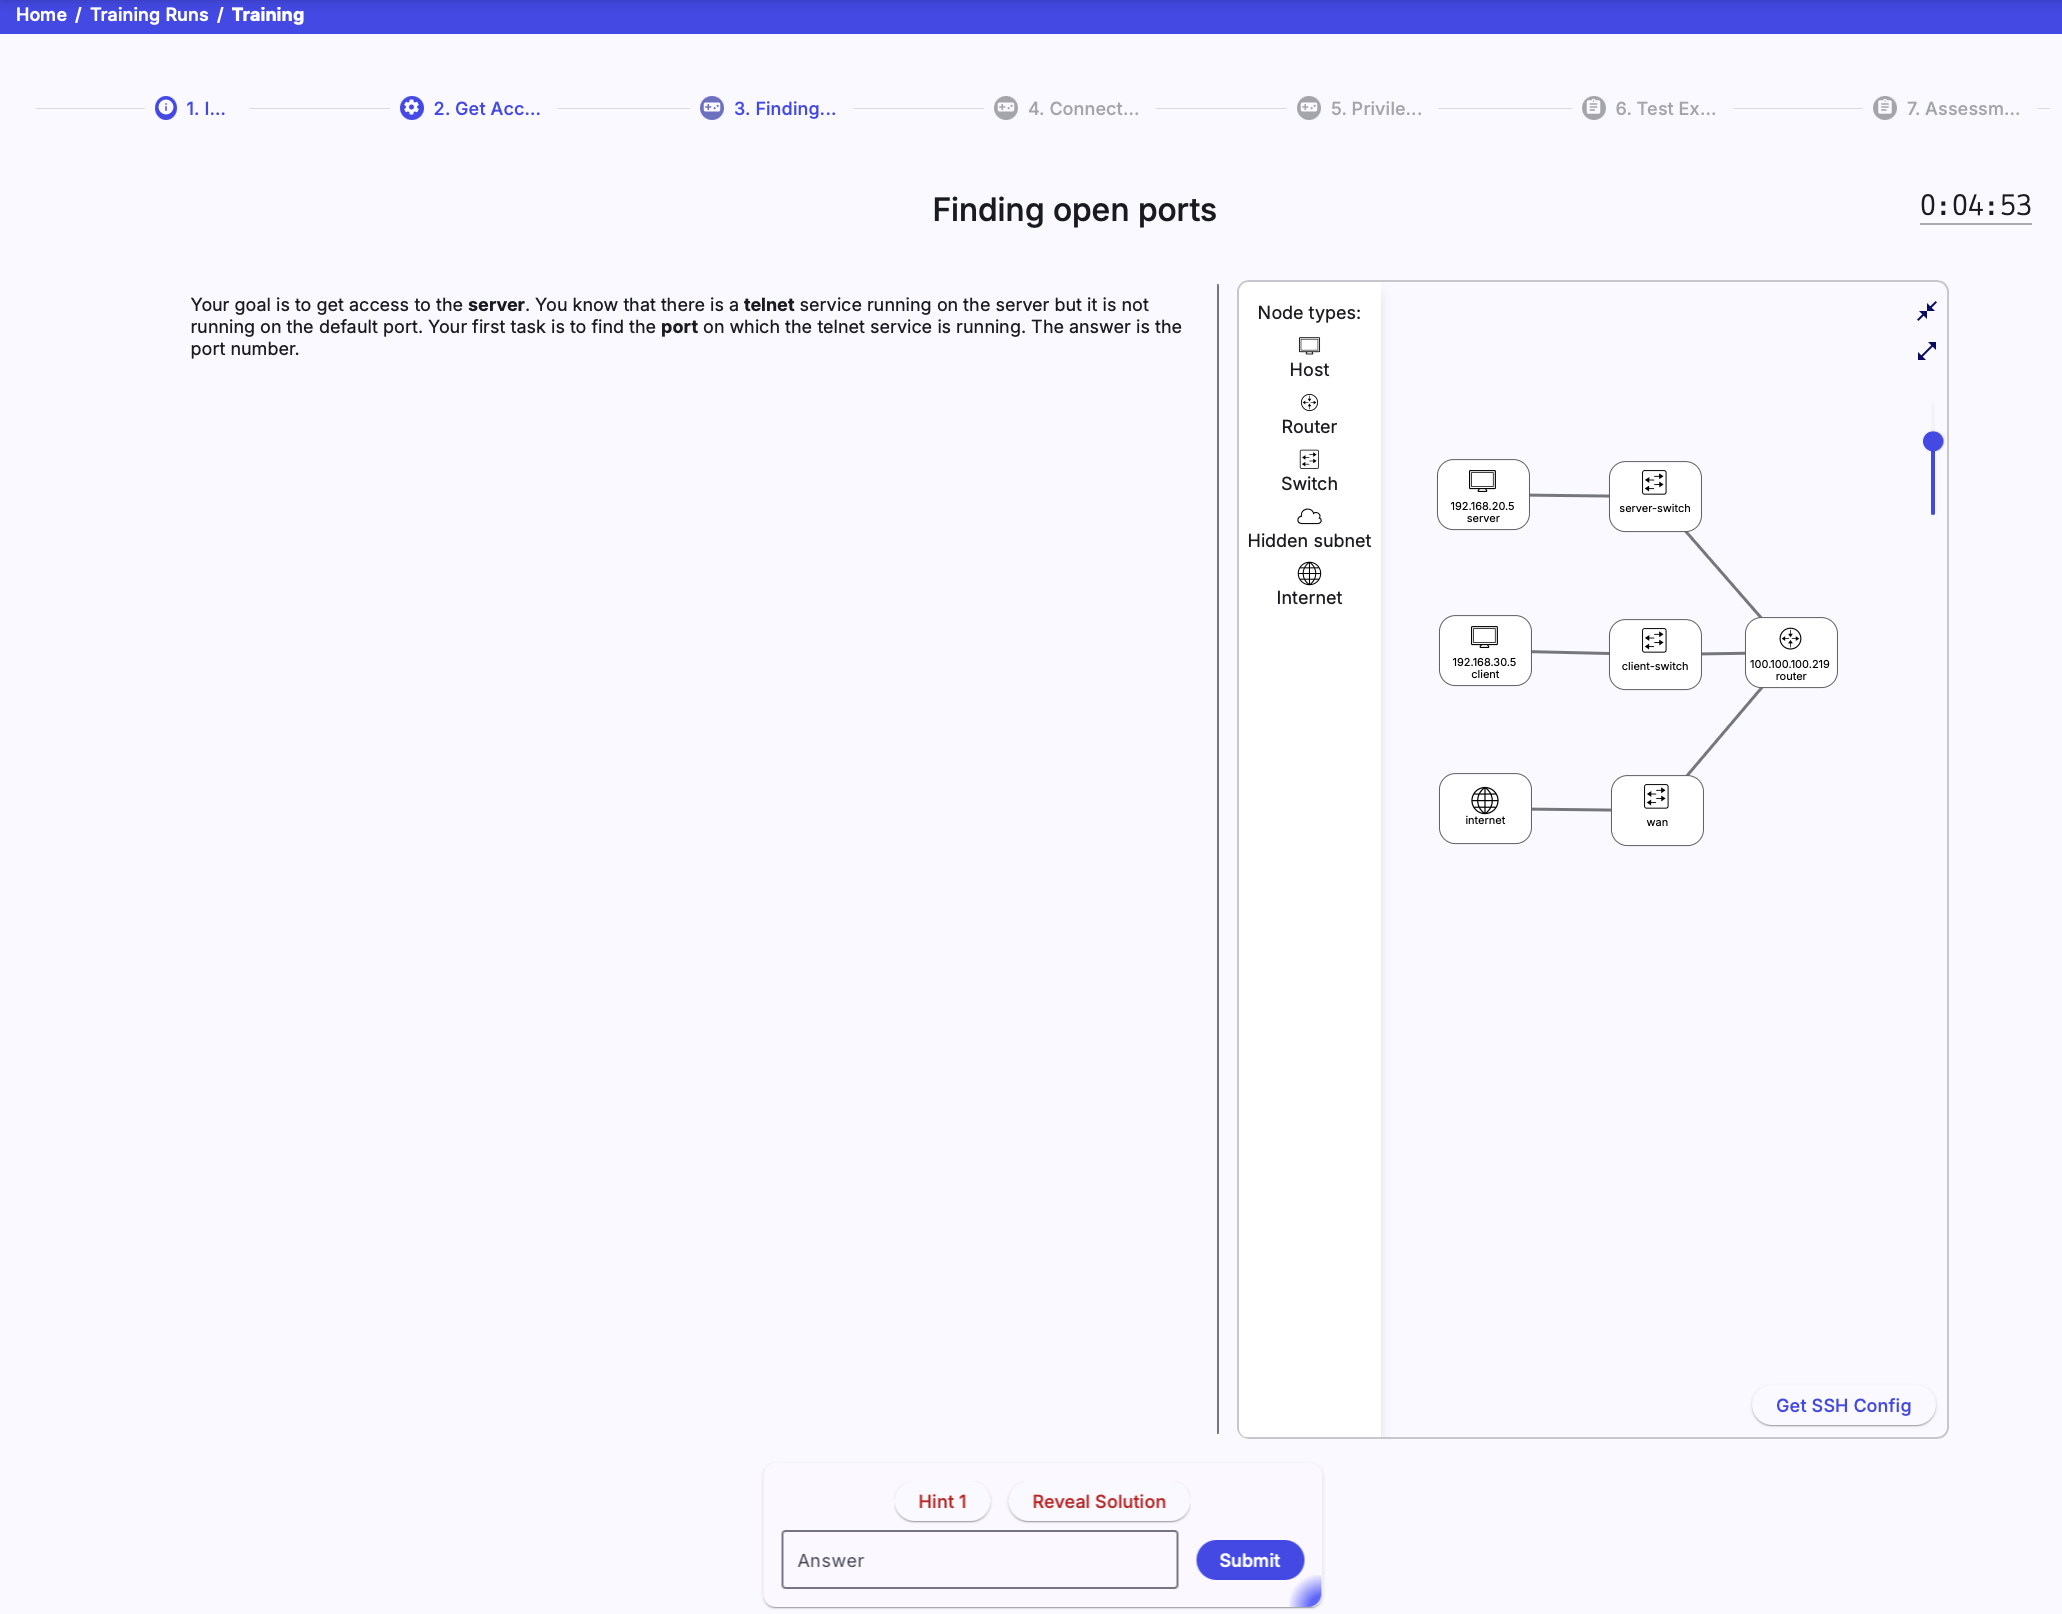 Home / Training Runs / Training
1. I...
2. Get Acc...
3. Finding...
4. Connect...
5. Privile...
6. Test Ex...
7. Assessm...
Finding open ports
0:04:53
Your goal is to get access to the server. You know that there is a telnet service running on the server but it is not
running on the default port. Your first task is to find the port on which the telnet service is running. The answer is the
port number.
Node types:
Host
Router
Switch
Hidden subnet
Internet
192.168.20.5
server
server-switch
192.168.30.5
client
client-switch
100.100.100.219
router
internet
wan
Get SSH Config
Hint 1
Reveal Solution
Answer
Submit